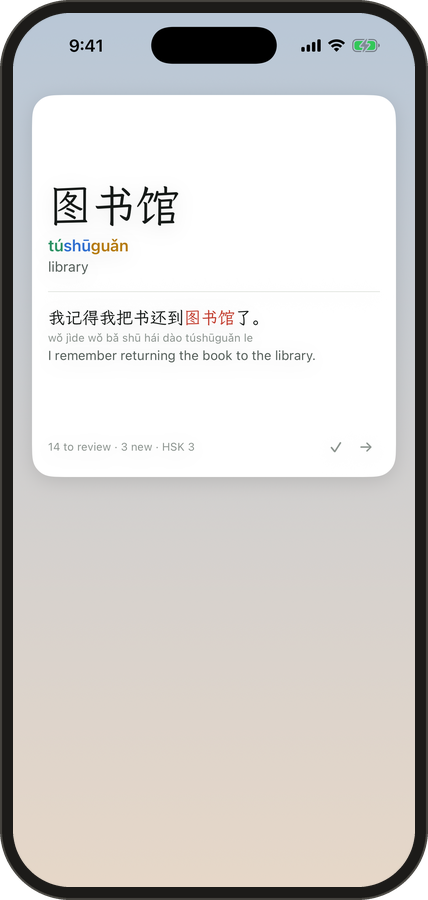 9:41
图书馆
túshūguǎn
library
我记得我把书还到图书馆了。
wǒ jìde wǒ bǎ shū hái dào túshūguǎn le
I remember returning the book to the library.
14 to review · 3 new · HSK 3